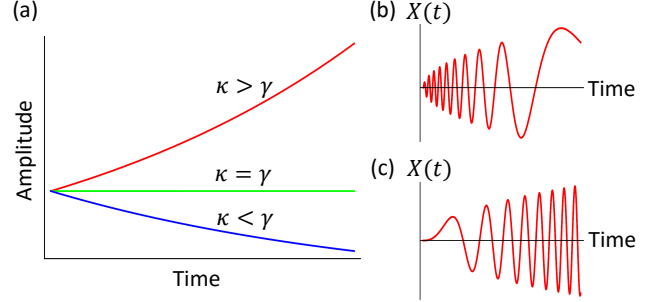 (a)
κ > γ
κ = γ
κ < γ
Amplitude
Time
(b) X(t)
Time
(c) X(t)
Time